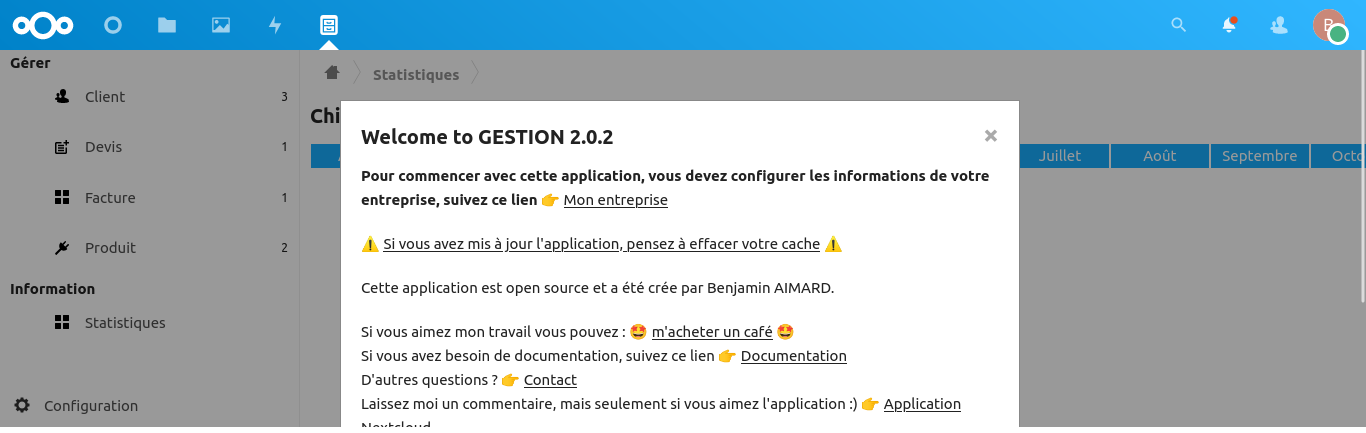 B
Gérer
Client 3
Devis 1
Facture 1
Produit 2
Information
Statistiques
Configuration
Statistiques
Chi
Juillet Août Septembre Octo
Welcome to GESTION 2.0.2 ×
Pour commencer avec cette application, vous devez configurer les informations de votre
entreprise, suivez ce lien 👉 Mon entreprise
⚠️ Si vous avez mis à jour l'application, pensez à effacer votre cache ⚠️
Cette application est open source et a été crée par Benjamin AIMARD.
Si vous aimez mon travail vous pouvez : 🤩 m'acheter un café 🤩
Si vous avez besoin de documentation, suivez ce lien 👉 Documentation
D'autres questions ? 👉 Contact
Laissez moi un commentaire, mais seulement si vous aimez l'application :) 👉 Application
Nextcloud